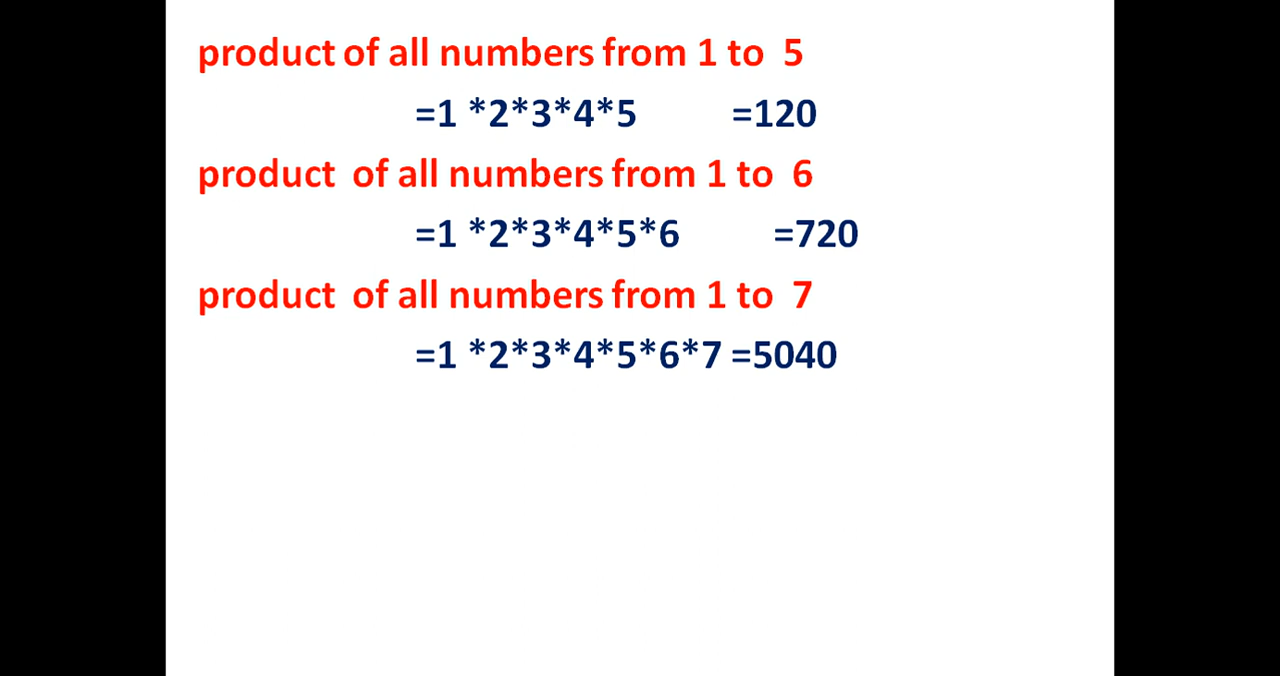 product of all numbers from 1 to 5
=1 *2*3*4*5 =120
product of all numbers from 1 to 6
=1 *2*3*4*5*6 =720
product of all numbers from 1 to 7
=1 *2*3*4*5*6*7 =5040